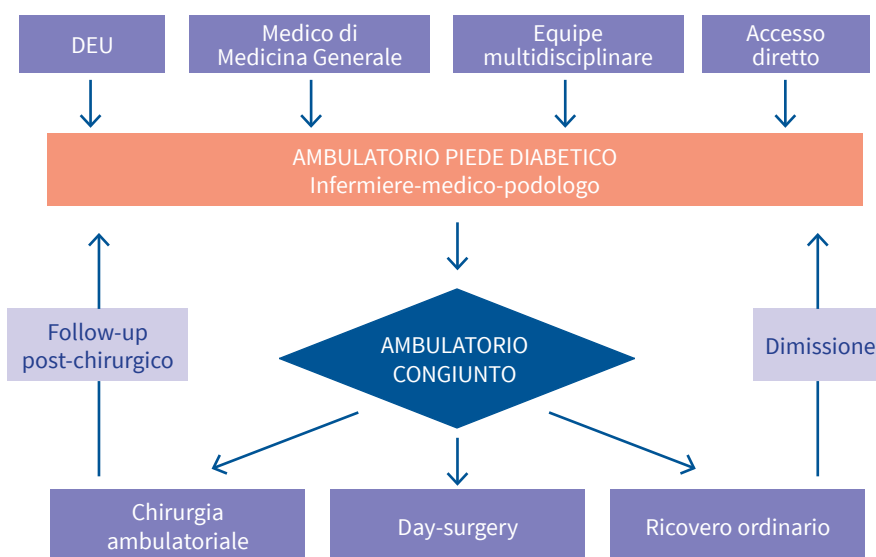 DEU
Medico di
Medicina Generale
Equipe
multidisciplinare
Accesso
diretto
AMBULATORIO PIEDE DIABETICO
Infermiere-medico-podologo
Follow-up
post-chirurgico
AMBULATORIO
CONGIUNTO
Dimissione
Chirurgia
ambulatoriale
Day-surgery
Ricovero ordinario